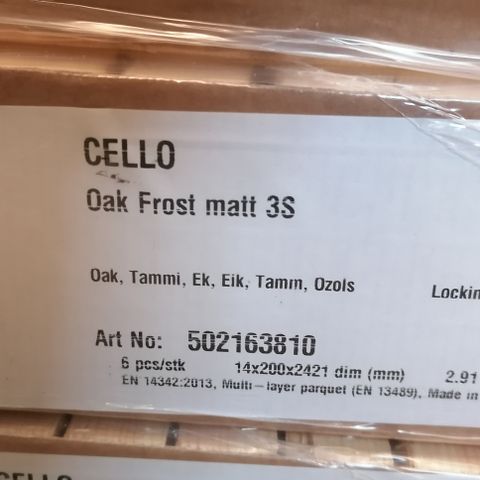 CELLO
Oak Frost matt 3S
Oak, Tammi, Ek, Eik, Tamm, Ozols
Art No: 502163810
6 pcs/stk 14x200x2421 dim (mm) 2.91
EN 14342:2013, Multi-layer parquet (EN 13489), Made in
CELLO